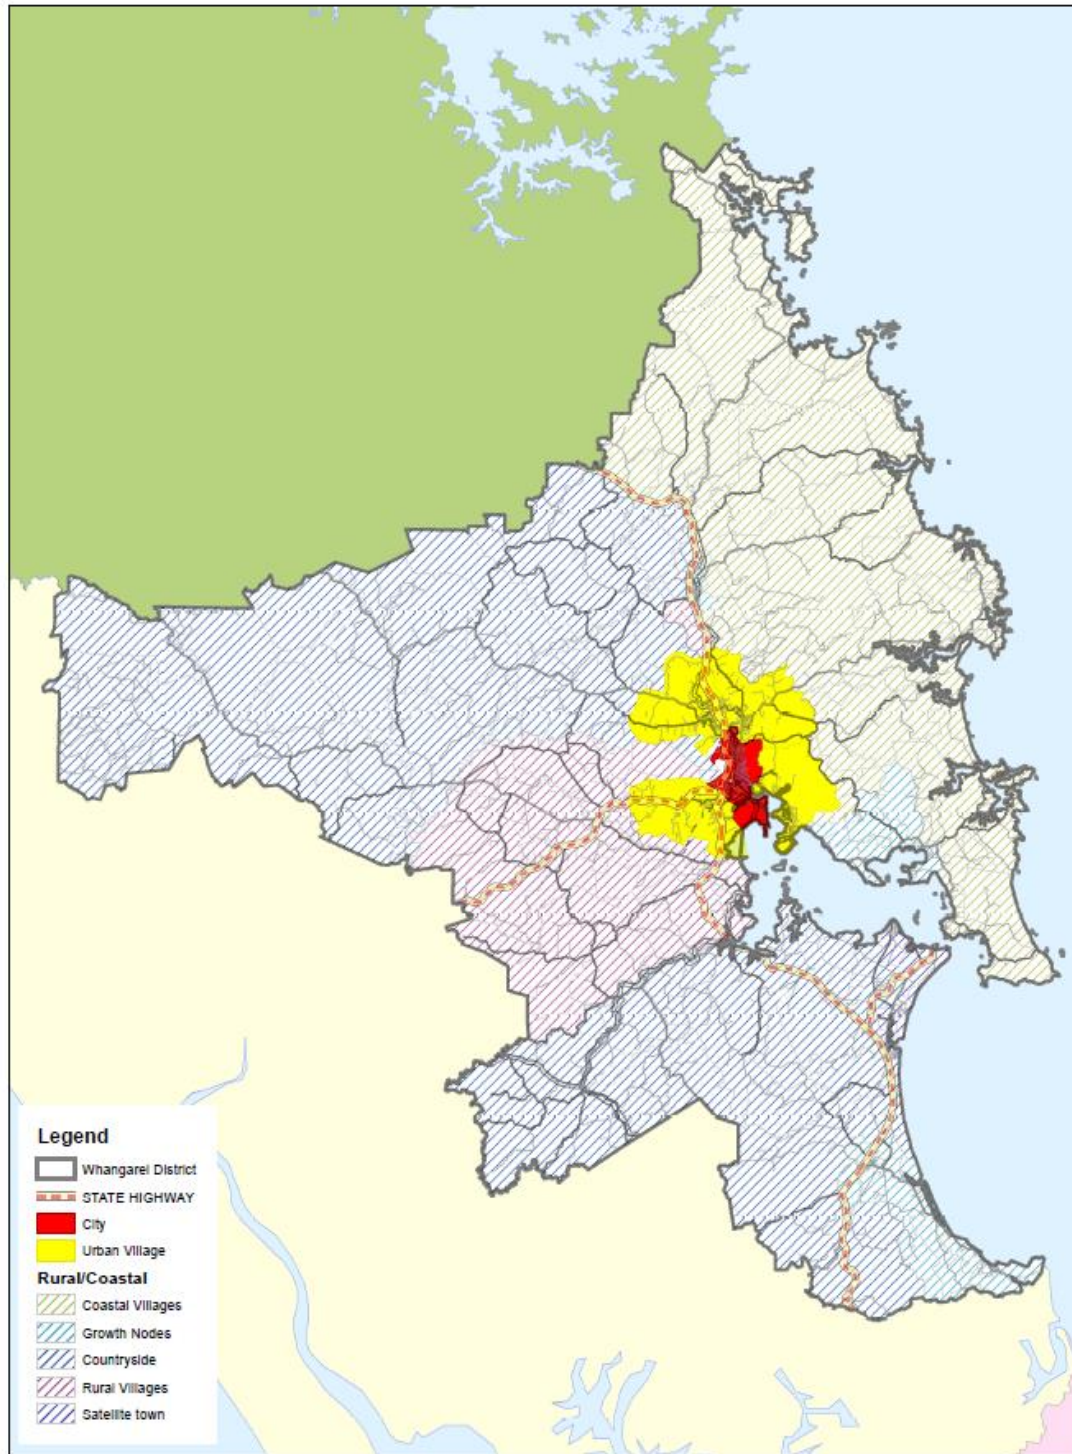 Legend
Whangarei District
STATE HIGHWAY
City
Urban Village
Rural/Coastal
Coastal Villages
Growth Nodes
Countryside
Rural Villages
Satellite town